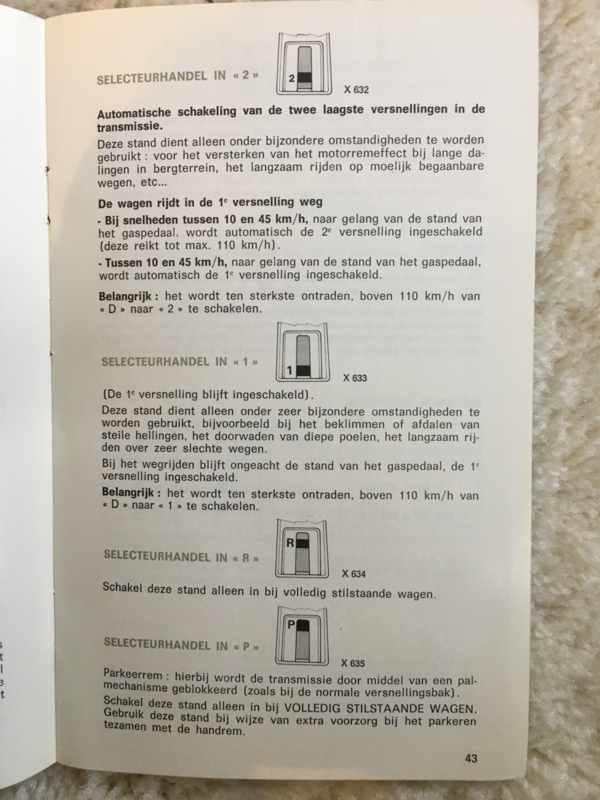 SELECTEURHANDEL IN « 2 »
2
X 632
Automatische schakeling van de twee laagste versnellingen in de
transmissie.
Deze stand dient alleen onder bijzondere omstandigheden te worden
gebruikt : voor het versterken van het motorremeffect bij lange da-
lingen in bergterrein, het langzaam rijden op moelijk begaanbare
wegen, etc...
De wagen rijdt in de 1e versnelling weg
- Bij snelheden tussen 10 en 45 km/h, naar gelang van de stand van
het gaspedaal, wordt automatisch de 2e versnelling ingeschakeld
(deze reikt tot max. 110 km/h).
- Tussen 10 en 45 km/h, naar gelang van de stand van het gaspedaal,
wordt automatisch de 1e versnelling ingeschakeld.
Belangrijk : het wordt ten sterkste ontraden, boven 110 km/h van
« D » naar « 2 » te schakelen.
SELECTEURHANDEL IN « 1 »
1
X 633
(De 1e versnelling blijft ingeschakeld).
Deze stand dient alleen onder zeer bijzondere omstandigheden te
worden gebruikt, bijvoorbeeld bij het beklimmen of afdalen van
steile hellingen, het doorwaden van diepe poelen, het langzaam rij-
den over zeer slechte wegen.
Bij het wegrijden blijft ongeacht de stand van het gaspedaal, de 1e
versnelling ingeschakeld.
Belangrijk : het wordt ten sterkste ontraden, boven 110 km/h van
« D » naar « 1 » te schakelen.
SELECTEURHANDEL IN « R »
R
X 634
Schakel deze stand alleen in bij volledig stilstaande wagen.
SELECTEURHANDEL IN « P »
P
X 635
Parkeerrem : hierbij wordt de transmissie door middel van een pal-
mechanisme geblokkeerd (zoals bij de normale versnellingsbak).
Schakel deze stand alleen in bij VOLLEDIG STILSTAANDE WAGEN.
Gebruik deze stand bij wijze van extra voorzorg bij het parkeren
tezamen met de handrem.
43